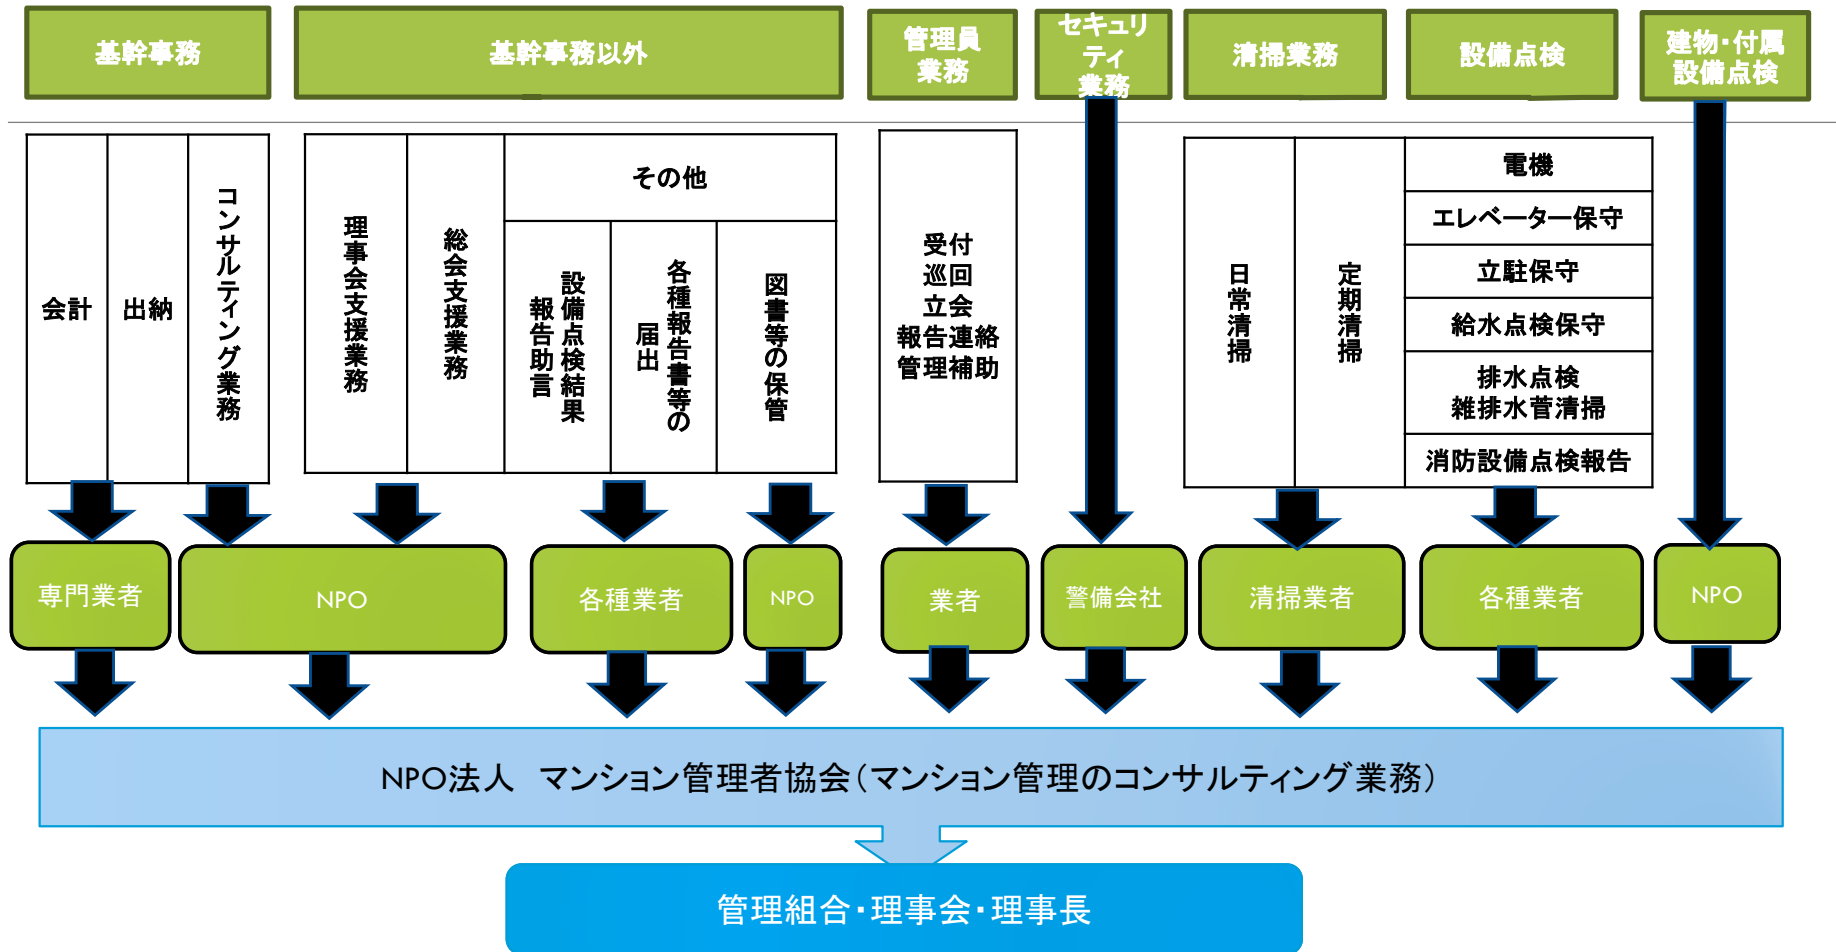 基幹事務
基幹事務以外
管理員
業務
セキュリ
ティ
業務
清掃業務
設備点検
建物・付属
設備点検
会計
出納
コンサルティング業務
理事会支援業務
総会支援業務
その他
設備点検結果
報告助言
各種報告書等の
届出
図書等の保管
受付
巡回
立会
報告連絡
管理補助
日常清掃
定期清掃
電機
エレベーター保守
立駐保守
給水点検保守
排水点検
雑排水菅清掃
消防設備点検報告
専門業者
NPO
各種業者
NPO
業者
警備会社
清掃業者
各種業者
NPO
NPO法人　マンション管理者協会（マンション管理のコンサルティング業務）
管理組合・理事会・理事長